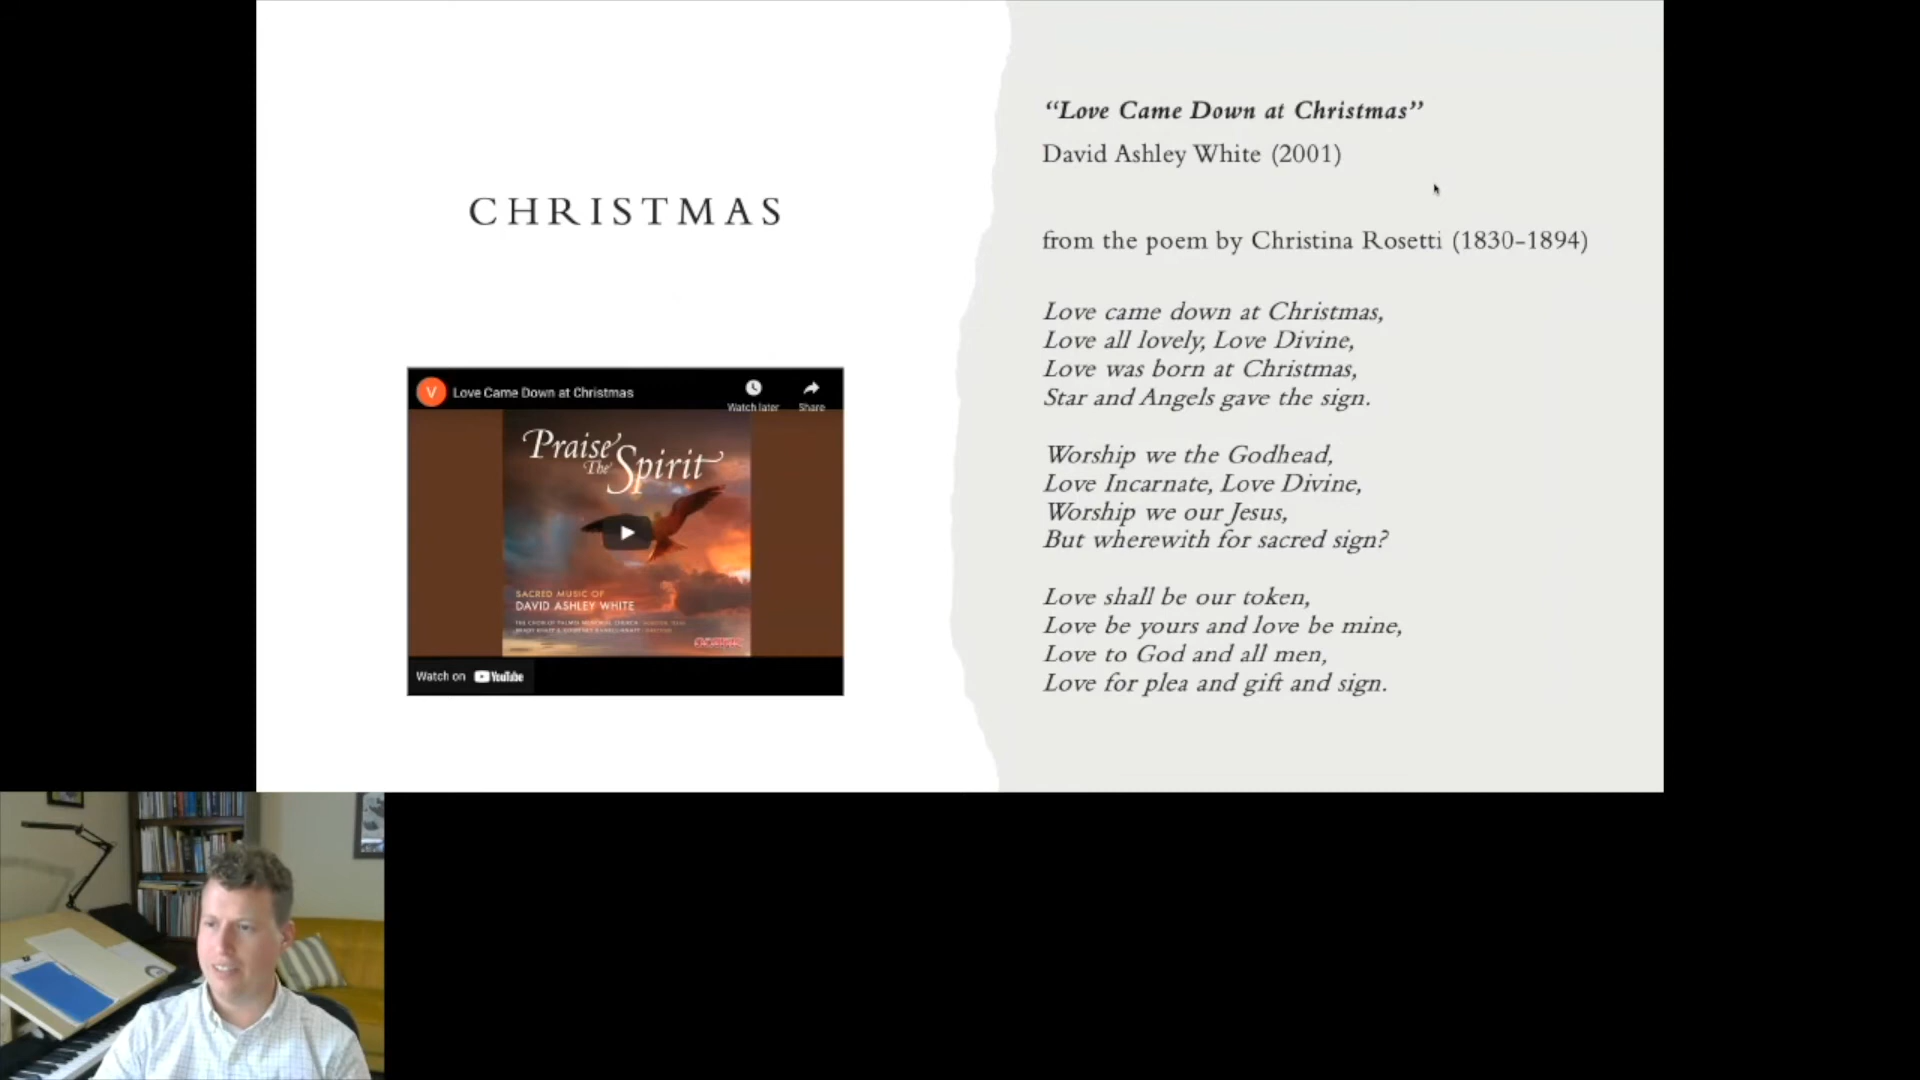 CHRISTMAS
Love Came Down at Christmas
Watch later
Share
V
Praise
The Spirit
SACRED MUSIC OF
DAVID ASHLEY WHITE
Watch on YouTube
“Love Came Down at Christmas”
David Ashley White (2001)
from the poem by Christina Rosetti (1830-1894)
Love came down at Christmas,
Love all lovely, Love Divine,
Love was born at Christmas,
Star and Angels gave the sign.
Worship we the Godhead,
Love Incarnate, Love Divine,
Worship we our Jesus,
But wherewith for sacred sign?
Love shall be our token,
Love be yours and love be mine,
Love to God and all men,
Love for plea and gift and sign.